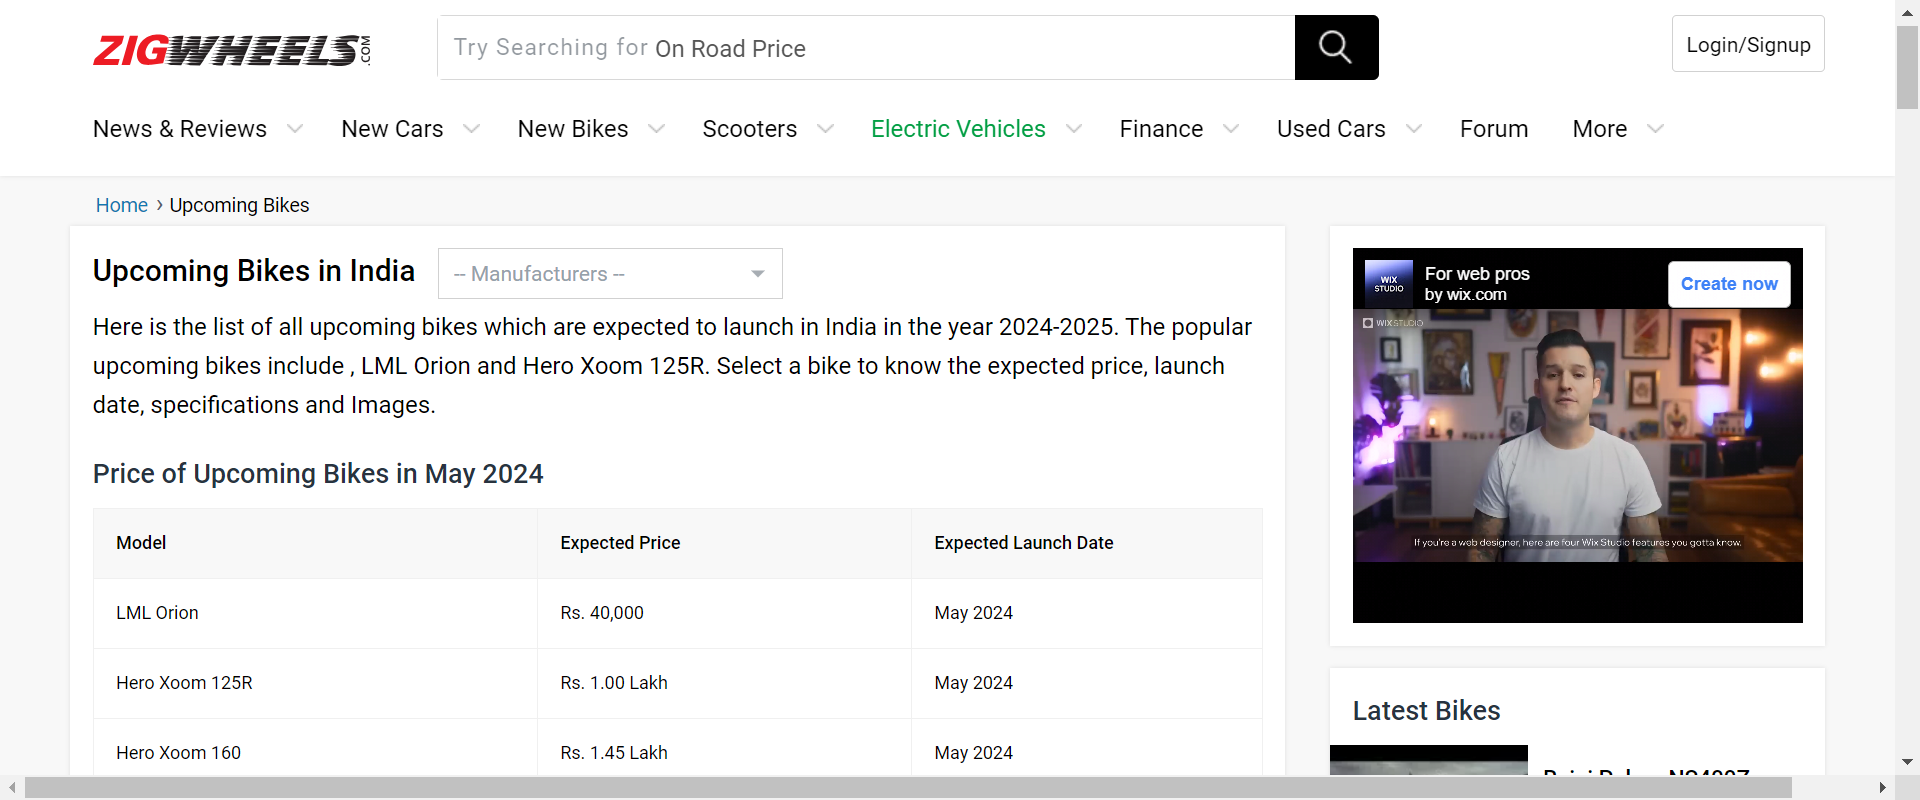 ZIGWHEELS.COM
Try Searching for On Road Price
Login/Signup
News & Reviews
New Cars
New Bikes
Scooters
Electric Vehicles
Finance
Used Cars
Forum
More
Home › Upcoming Bikes
Upcoming Bikes in India
-- Manufacturers --
Here is the list of all upcoming bikes which are expected to launch in India in the year 2024-2025. The popular
upcoming bikes include , LML Orion and Hero Xoom 125R. Select a bike to know the expected price, launch
date, specifications and Images.
Price of Upcoming Bikes in May 2024
Model Expected Price Expected Launch Date
LML Orion Rs. 40,000 May 2024
Hero Xoom 125R Rs. 1.00 Lakh May 2024
Hero Xoom 160 Rs. 1.45 Lakh May 2024
WIX
STUDIO
For web pros
by wix.com
Create now
WIX STUDIO
If you're a web designer, here are four Wix Studio features you gotta know.
Latest Bikes